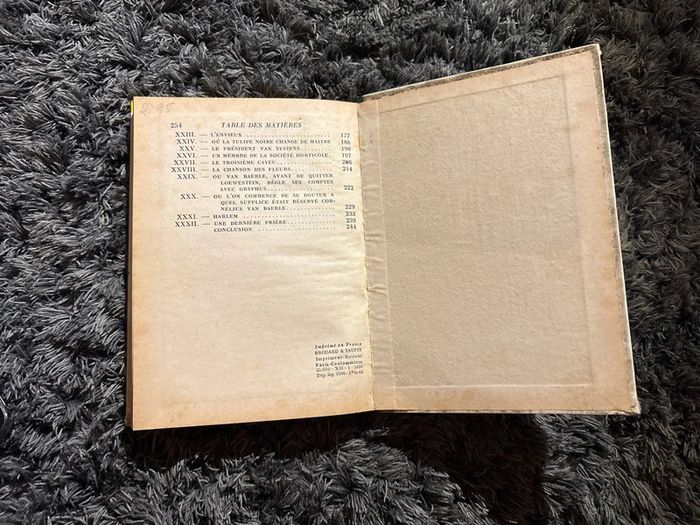 254 TABLE DES MATIÈRES
XXIII. — L'ENVIEUX 177
XXIV. — OÙ LA TULIPE NOIRE CHANGE DE MAITRE 186
XXV. — LE PRÉSIDENT VAN SYSTENS 190
XXVI. — UN MEMBRE DE LA SOCIÉTÉ HORTICOLE 197
XXVII. — LE TROISIÈME CAYEU 206
XXVIII. — LA CHANSON DES FLEURS 214
XXIX. — OU VAN BAERLE, AVANT DE QUITTER
LOEWESTEIN, RÈGLE SES COMPTES
AVEC GRYPHUS 222
XXX. — OU L'ON COMMENCE DE SE DOUTER A
QUEL SUPPLICE ÉTAIT RÉSERVÉ COR-
NÉLIUS VAN BAERLE 229
XXXI. — HARLEM 233
XXXII. — UNE DERNIÈRE PRIÈRE 239
CONCLUSION 244
Imprimé en France
BRODARD & TAUPIN
Imprimeur-Relieur
Paris-Coulommiers